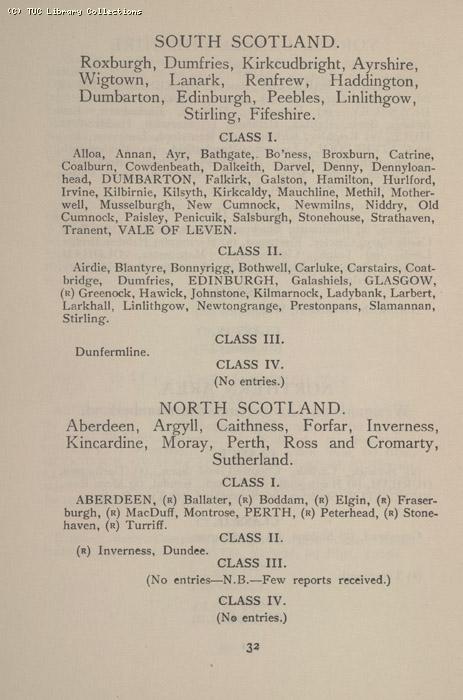 (C) TUC Library Collections
SOUTH SCOTLAND.
Roxburgh, Dumfries, Kirkcudbright, Ayrshire,
Wigtown, Lanark, Renfrew, Haddington,
Dumbarton, Edinburgh, Peebles, Linlithgow,
Stirling, Fifeshire.
CLASS I.
Alloa, Annan, Ayr, Bathgate, Bo'ness, Broxburn, Catrine,
Coalburn, Cowdenbeath, Dalkeith, Darvel, Denny, Dennyloan-
head, DUMBARTON, Falkirk, Galston, Hamilton, Hurlford,
Irvine, Kilbirnie, Kilsyth, Kirkcaldy, Mauchline, Methil, Mother-
well, Musselburgh, New Cumnock, Newmilns, Niddry, Old
Cumnock, Paisley, Penicuik, Salsburgh, Stonehouse, Strathaven,
Tranent, VALE OF LEVEN.
CLASS II.
Airdie, Blantyre, Bonnyrigg, Bothwell, Carluke, Carstairs, Coat-
bridge, Dumfries, EDINBURGH, Galashiels, GLASGOW,
(R) Greenock, Hawick, Johnstone, Kilmarnock, Ladybank, Larbert,
Larkhall, Linlithgow, Newtongrange, Prestonpans, Slamannan,
Stirling.
CLASS III.
Dunfermline.
CLASS IV.
(No entries.)
NORTH SCOTLAND.
Aberdeen, Argyll, Caithness, Forfar, Inverness,
Kincardine, Moray, Perth, Ross and Cromarty,
Sutherland.
CLASS I.
ABERDEEN, (R) Ballater, (R) Boddam, (R) Elgin, (R) Fraser-
burgh, (R) MacDuff, Montrose, PERTH, (R) Peterhead, (R) Stone-
haven, (R) Turriff.
CLASS II.
(R) Inverness, Dundee.
CLASS III.
(No entries—N.B.—Few reports received.)
CLASS IV.
(No entries.)
32